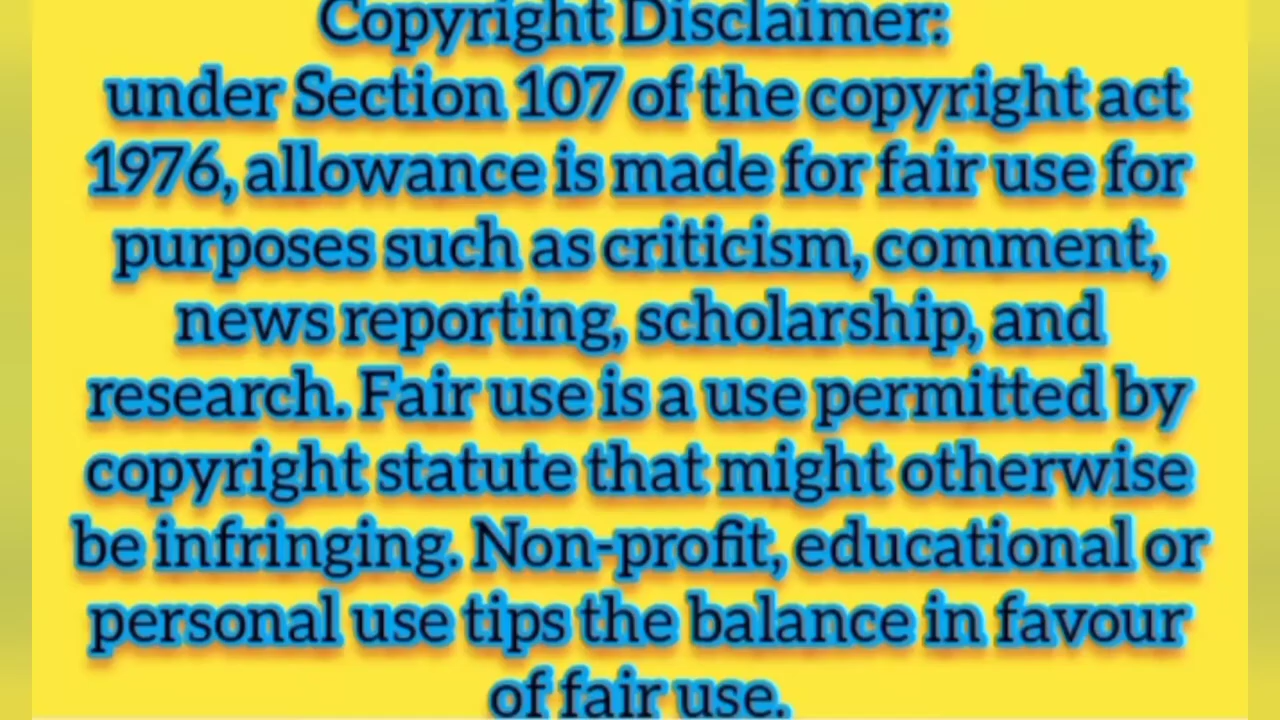 Copyright Disclaimer:
under Section 107 of the copyright act
1976, allowance is made for fair use for
purposes such as criticism, comment,
news reporting, scholarship, and
research. Fair use is a use permitted by
copyright statute that might otherwise
be infringing. Non-profit, educational or
personal use tips the balance in favour
of fair use.